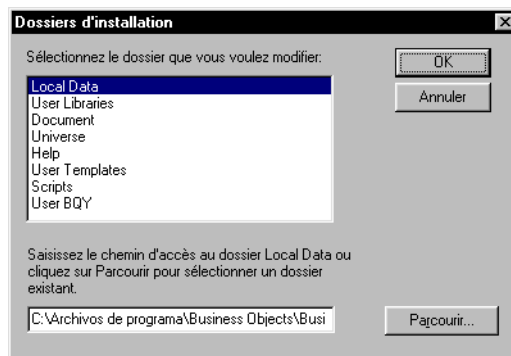 Dossiers d'installation
Sélectionnez le dossier que vous voulez modifier:
OK
Annuler
Local Data
User Libraries
Document
Universe
Help
User Templates
Scripts
User BQY
Saisissez le chemin d'accès au dossier Local Data ou
cliquez sur Parcourir pour sélectionner un dossier
existant.
C:\Archivos de programa\Business Objects\Busi
Parcourir...